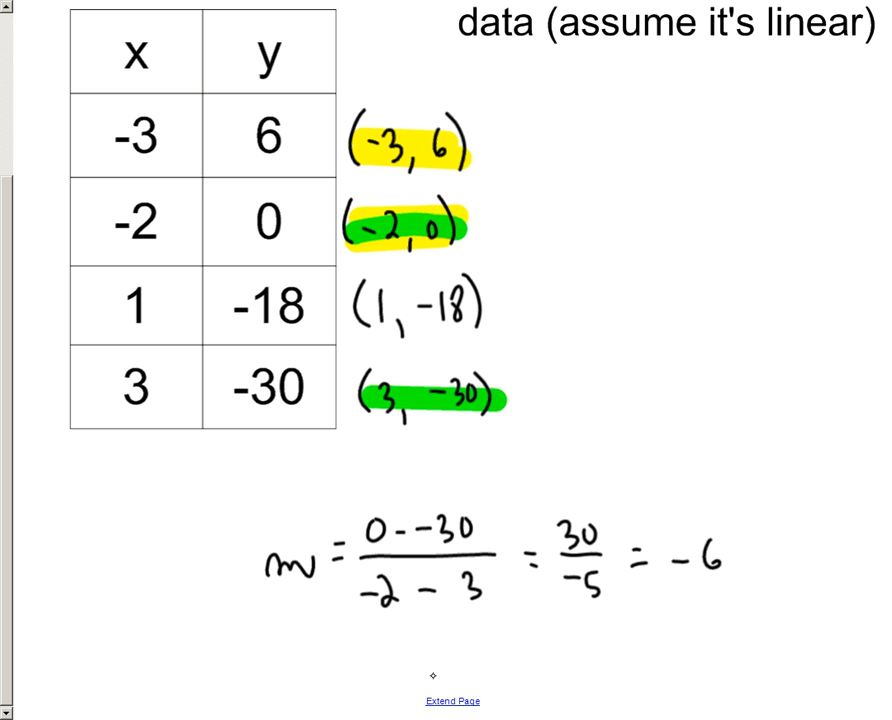 data (assume it's linear)
x y
-3 6 (-3, 6)
-2 0 (-2, 0)
1 -18 (1, -18)
3 -30 (3, -30)
m = 0 - -30 / -2 - 3 = 30 / -5 = -6
Extend Page